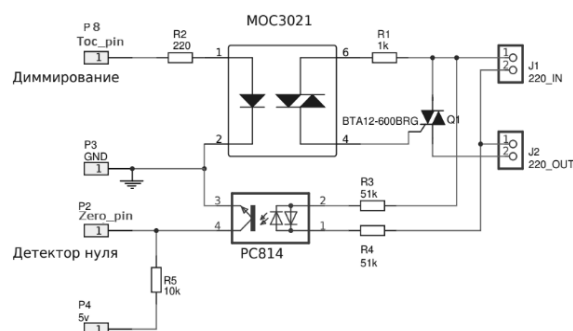 MOC3021
P 8
Toc_pin
1
R2
220
1
6
R1
1k
1
2
J1
220_IN
Диммирование
BTA12-600BRG
Q1
P3
GND
1
2
4
1
2
J2
220_OUT
P2
Zero_pin
1
3
4
2
1
R3
51k
Детектор нуля
PC814
R4
51k
R5
10k
P4
5v
1